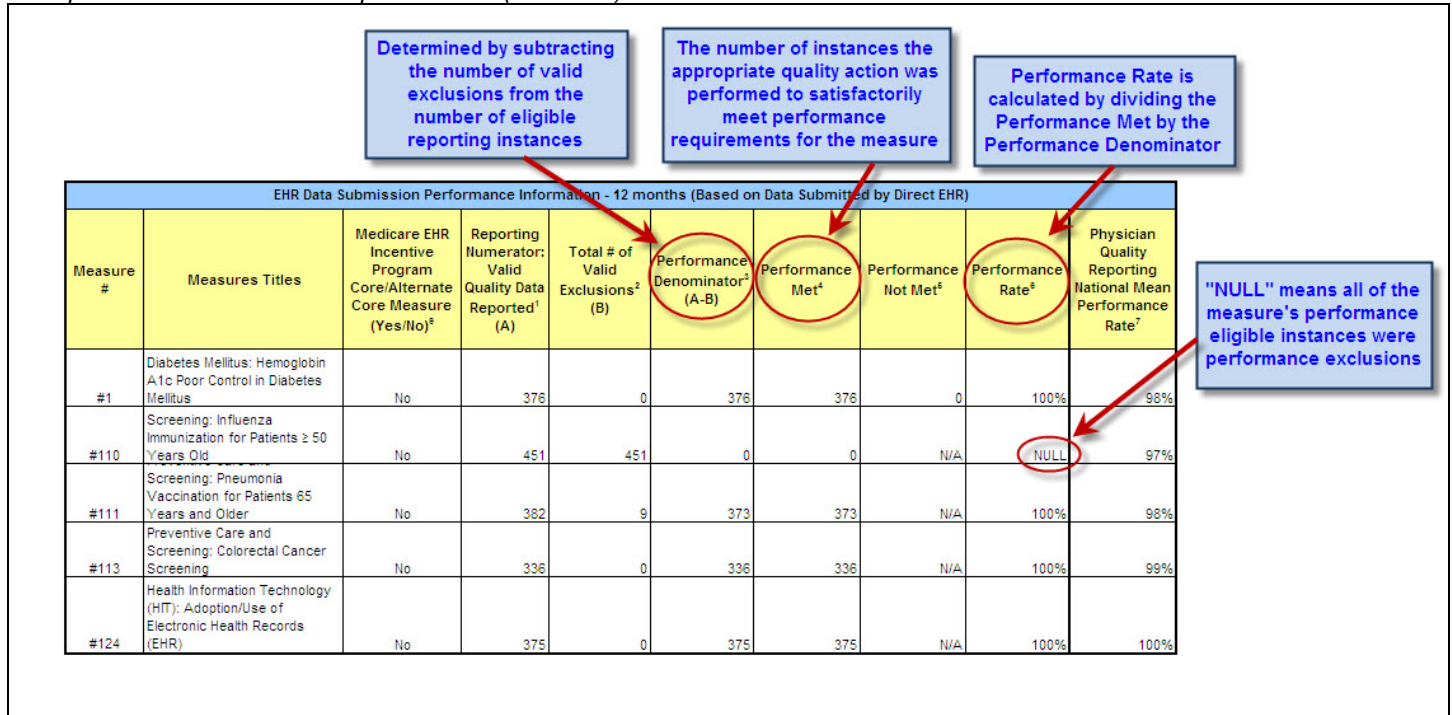 Determined by subtracting
the number of valid
exclusions from the
number of eligible
reporting instances
The number of instances the
appropriate quality action was
performed to satisfactorily
meet performance
requirements for the measure
Performance Rate is
calculated by dividing the
Performance Met by the
Performance Denominator
EHR Data Submission Performance Information - 12 months (Based on Data Submitted by Direct EHR)
Measure
#
Measures Titles
Medicare EHR
Incentive
Program
Core/Alternate
Core Measure
(Yes/No)⁹
Reporting
Numerator:
Valid
Quality Data
Reported¹
(A)
Total # of
Valid
Exclusions²
(B)
Performance
Denominator³
(A-B)
Performance
Met⁴
Performance
Not Met⁵
Performance
Rate⁶
Physician
Quality
Reporting
National Mean
Performance
Rate⁷
"NULL" means all of the
measure's performance
eligible instances were
performance exclusions
Diabetes Mellitus: Hemoglobin
A1c Poor Control in Diabetes
#1 Mellitus No 376 0 376 376 0 100% 98%
Screening: Influenza
Immunization for Patients ≥ 50
#110 Years Old No 451 451 0 0 N/A NULL 97%
Screening: Pneumonia
Vaccination for Patients 65
#111 Years and Older No 382 9 373 373 N/A 100% 98%
Preventive Care and
Screening: Colorectal Cancer
#113 Screening No 336 0 336 336 N/A 100% 99%
Health Information Technology
(HIT): Adoption/Use of
Electronic Health Records
#124 (EHR) No 375 0 375 375 N/A 100% 100%